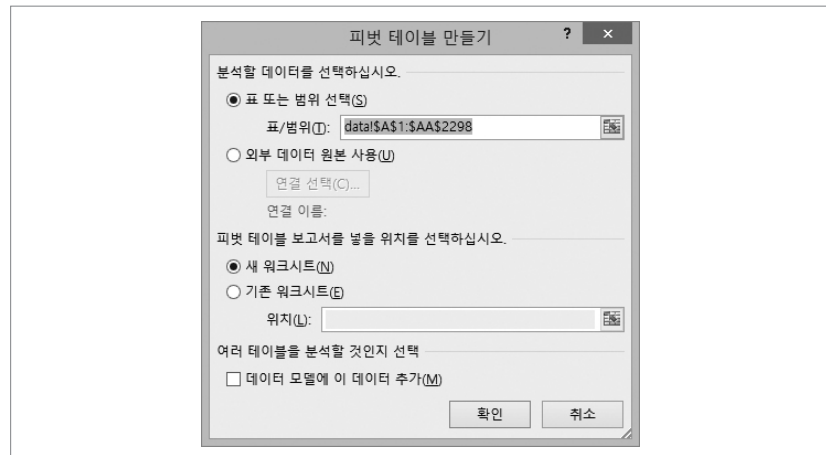 피벗 테이블 만들기 ? ×
분석할 데이터를 선택하십시오.
표 또는 범위 선택(S)
표/범위(T): data!$A$1:$AA$2298
외부 데이터 원본 사용(U)
연결 선택(C)...
연결 이름:
피벗 테이블 보고서를 넣을 위치를 선택하십시오.
새 워크시트(N)
기존 워크시트(E)
위치(L):
여러 테이블을 분석할 것인지 선택
데이터 모델에 이 데이터 추가(M)
확인 취소